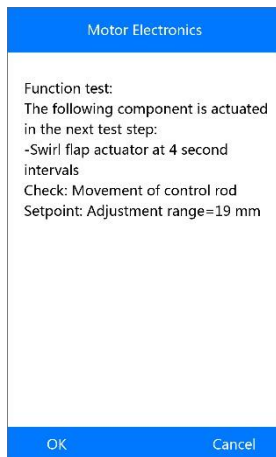 Motor Electronics
Function test:
The following component is actuated
in the next test step:
-Swirl flap actuator at 4 second
intervals
Check: Movement of control rod
Setpoint: Adjustment range=19 mm
OK
Cancel